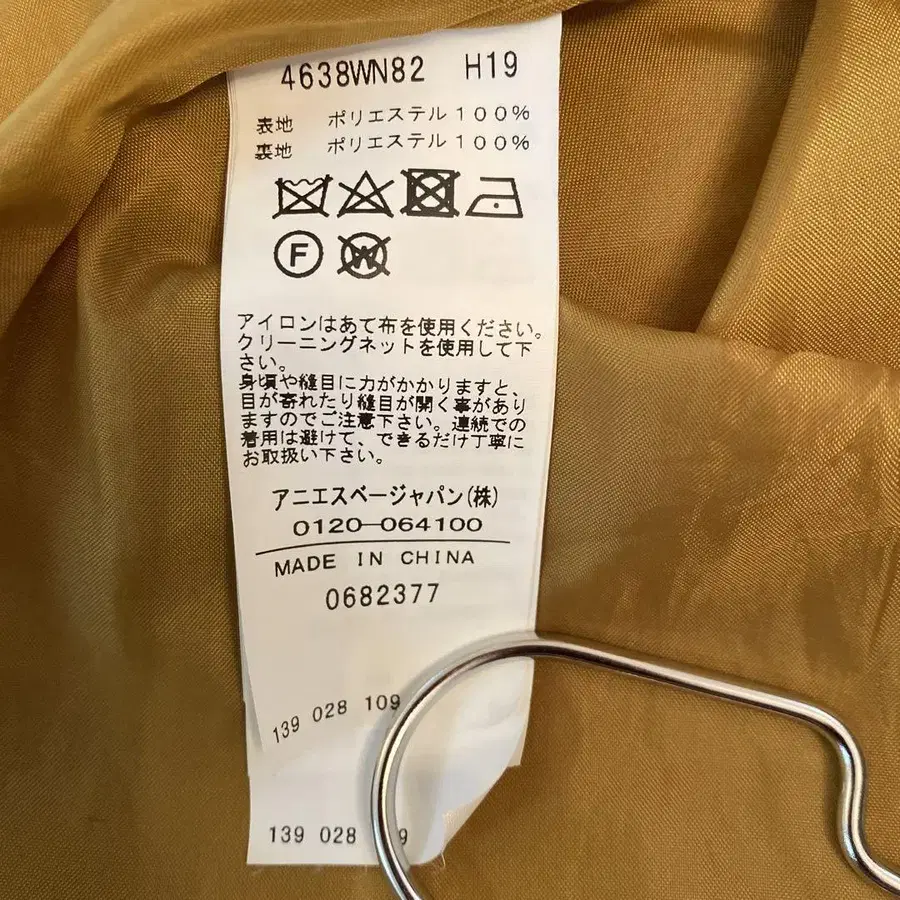 4638WN82 H19
表地 ポリエステル100%
裏地 ポリエステル100%
F
W
アイロンはあて布を使用ください。
クリーニングネットを使用して下
さい。
身頃や縫目に力がかかりますと、
目が寄れたり縫目が開く事があり
ますのでご注意下さい。連続での
着用は避けて、できるだけ丁寧に
お取扱い下さい。
アニエスベージャパン(株)
0120-064100
MADE IN CHINA
0682377
139 028 109
139 028 9